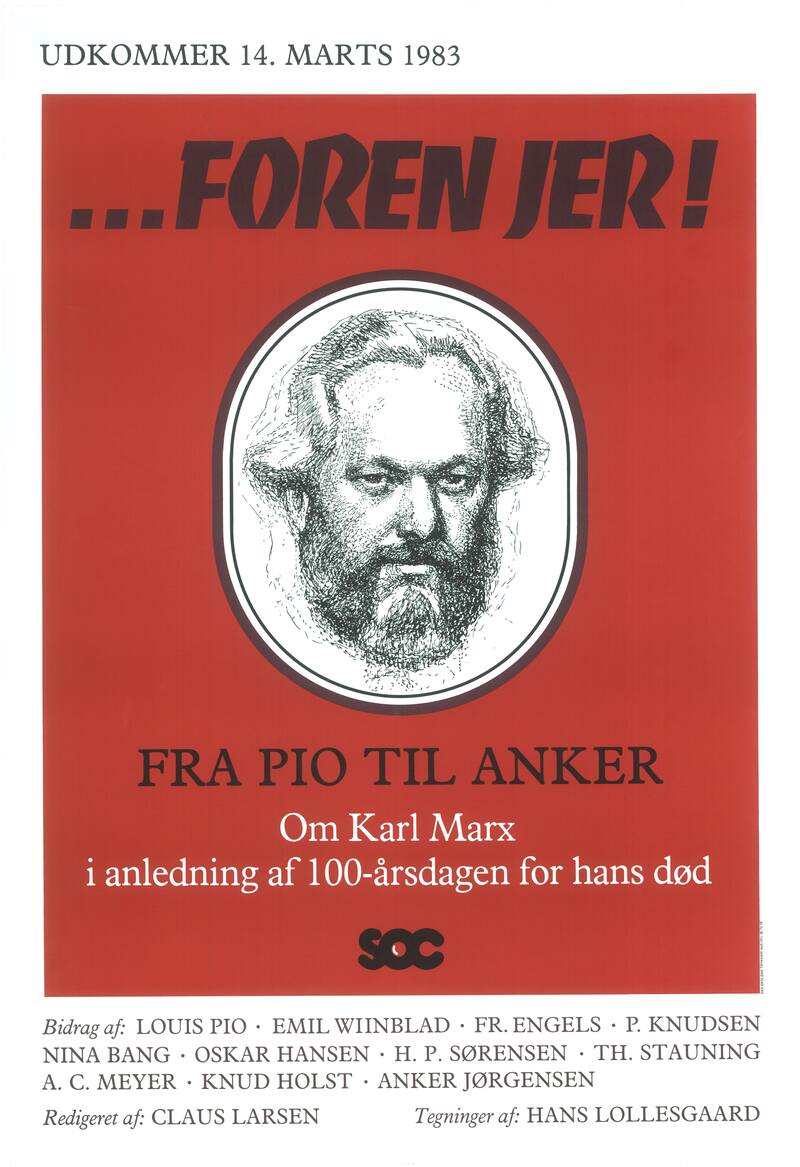 UDKOMMER 14. MARTS 1983
...FOREN JER!
FRA PIO TIL ANKER
Om Karl Marx
i anledning af 100-årsdagen for hans død
SOC
Bidrag af: LOUIS PIO · EMIL WIINBLAD · FR. ENGELS · P. KNUDSEN
NINA BANG · OSKAR HANSEN · H. P. SØRENSEN · TH. STAUNING
A. C. MEYER · KNUD HOLST · ANKER JØRGENSEN
Redigeret af: CLAUS LARSEN Tegninger af: HANS LOLLESGAARD